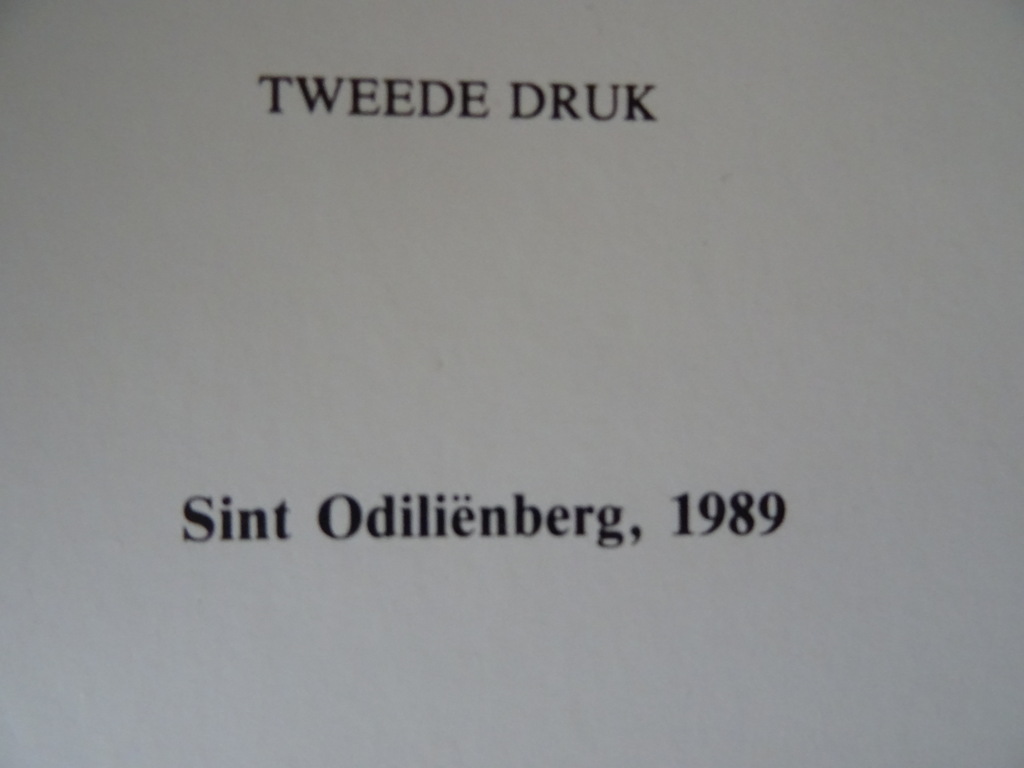 TWEEDE DRUK
Sint Odiliënberg, 1989